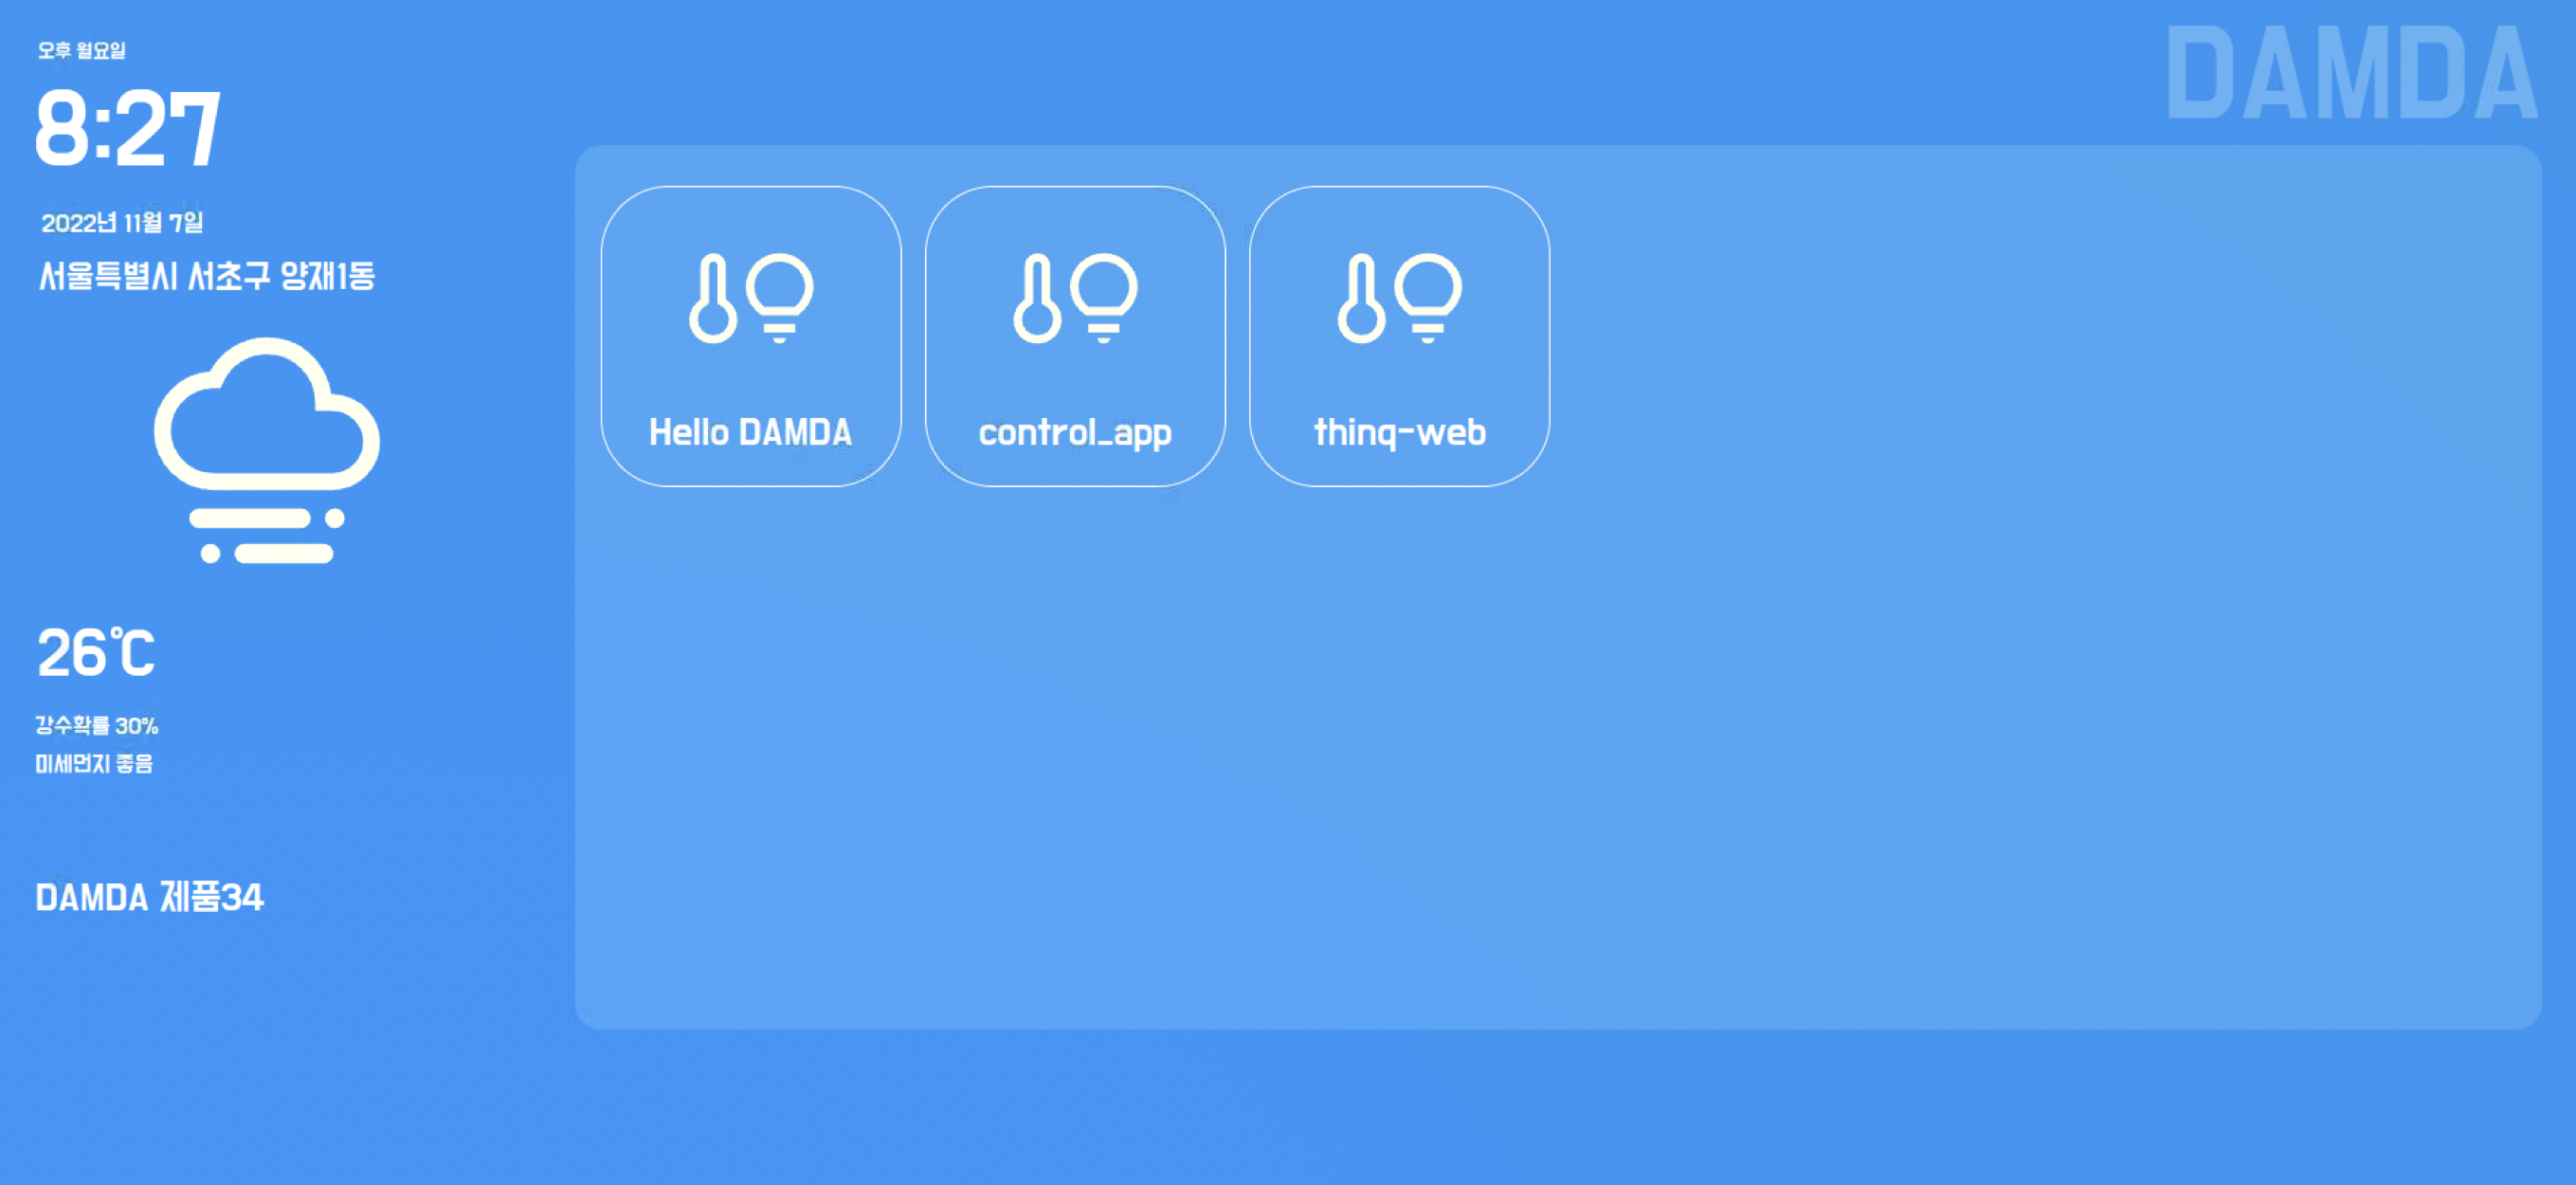 오후 월요일
8:27
2022년 11월 7일
서울특별시 서초구 양재1동
26℃
강수확률 30%
미세먼지 좋음
DAMDA 제품34
DAMDA
Hello DAMDA
control_app
thinq-web